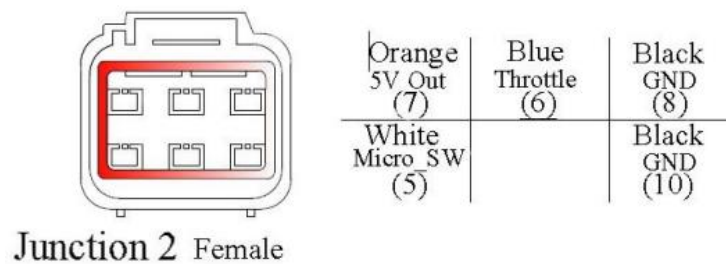 Orange Blue Black
5V Out Throttle GND
(7) (6) (8)
White Black
Micro_SW GND
(5) (10)
Junction 2 Female